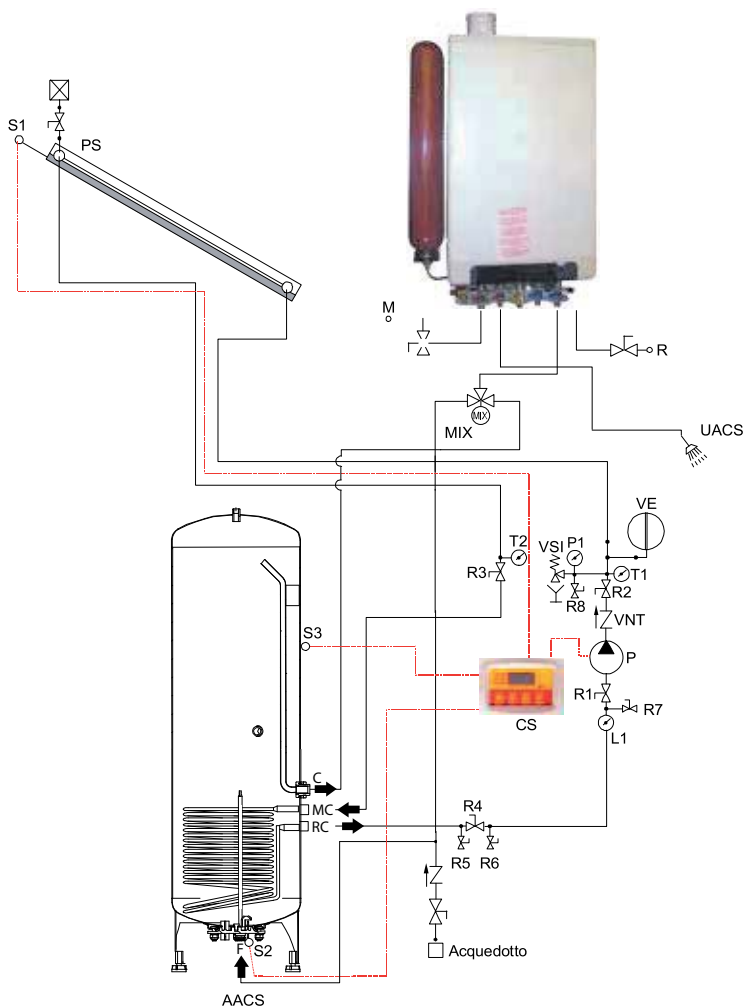 S1
PS
M
R
MIX
MIX
UACS
VE
T2
VSI
P1
R3
T1
R8
R2
VNT
S3
P
R1
CS
R7
L1
C
MC
R4
RC
R5
R6
F
S2
Acquedotto
AACS